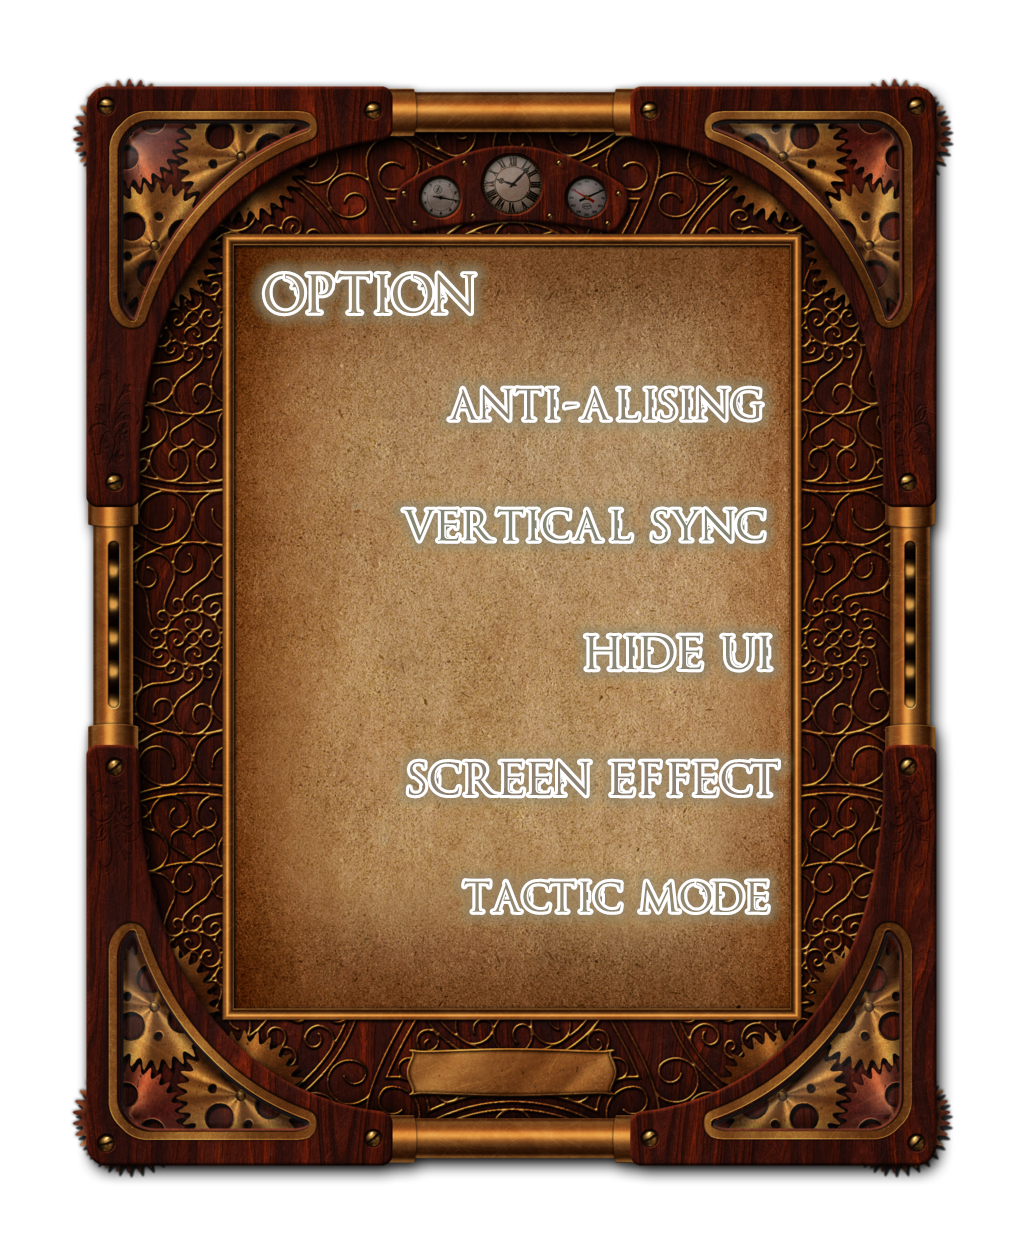 OPTION
ANTI-ALISING
VERTICAL SYNC
HIDE UI
SCREEN EFFECT
TACTIC MODE